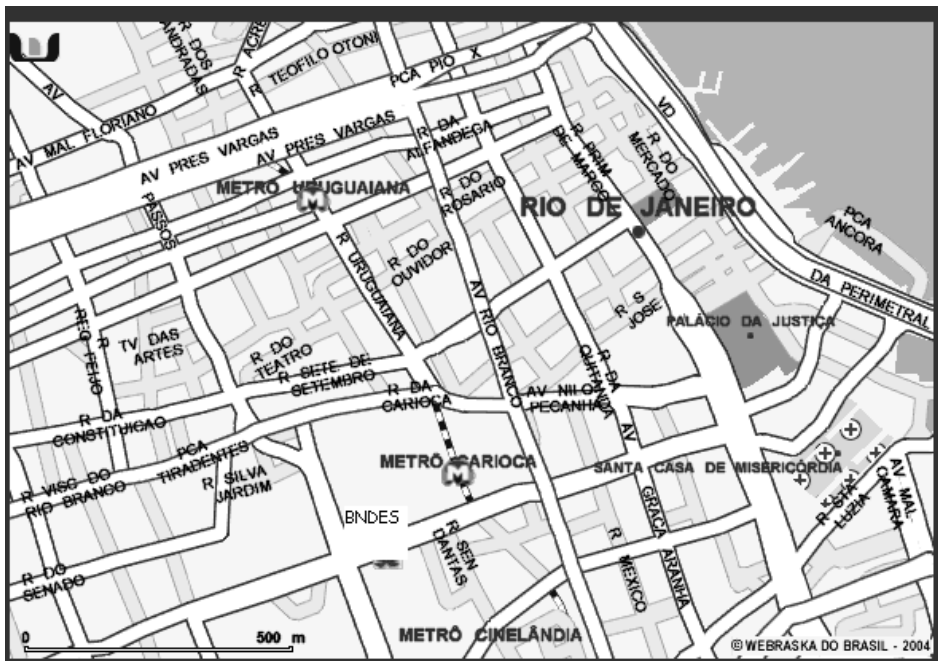 R DOS
ANDRADAS
R ACRE
R TEOFILO OTONI
PCA PIO X
AV
AV MAL FLORIANO
AV PRES VARGAS
AV PRES VARGAS
R DA
ALFANDEGA
R PRIM
DE MARCO
R DO
MERCADO
VD
METRÔ URUGUAIANA
R DO
ROSARIO
RIO DE JANEIRO
PCA
ANCORA
PASSOS
R URUGUAIANA
R DO
OUVIDOR
DA PERIMETRAL
R
REG FEIJO
TV DAS
ARTES
R DO
TEATRO
AV RIO BRANCO
R S
JOSE
PALÁCIO DA JUSTIÇA
R SETE DE
SETEMBRO
R DA
CARIOCA
AV NILO
PECANHA
R DA
QUITANDA
R DA
CONSTITUICAO
PCA
TIRADENTES
METRÔ CARIOCA
SANTA CASA DE MISERICÓRDIA
R VISC DO
RIO BRANCO
R SILVA
JARDIM
AV
GRACA ARANHA
R STA
LUZIA
AV MAL-
CAMARA
BNDES
R SEN
DANTAS
R
MEXICO
R DO
SENADO
METRÔ CINELÂNDIA
0 500 m
© WEBRASKA DO BRASIL - 2004